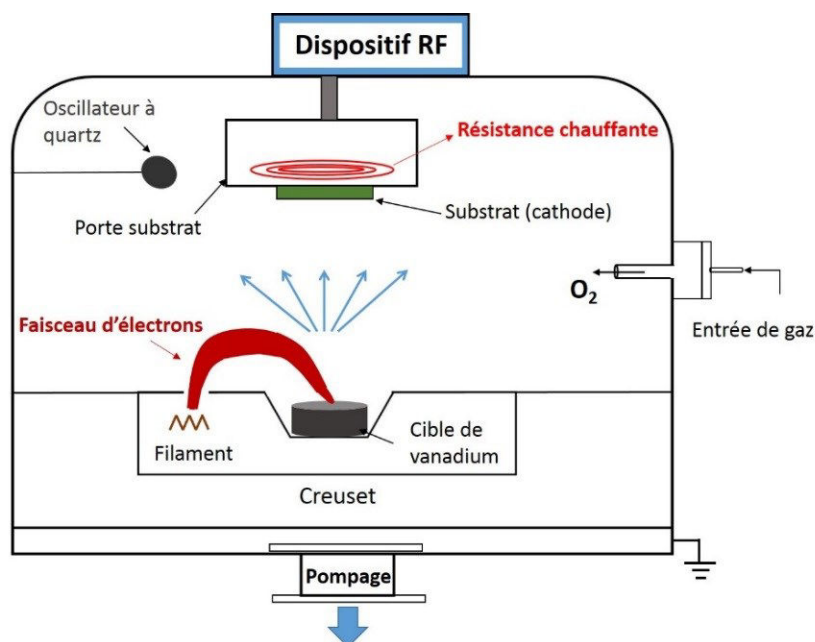 Dispositif RF
Oscillateur à
quartz
Résistance chauffante
Porte substrat
Substrat (cathode)
O₂
Entrée de gaz
Faisceau d'électrons
Filament
Cible de
vanadium
Creuset
Pompage